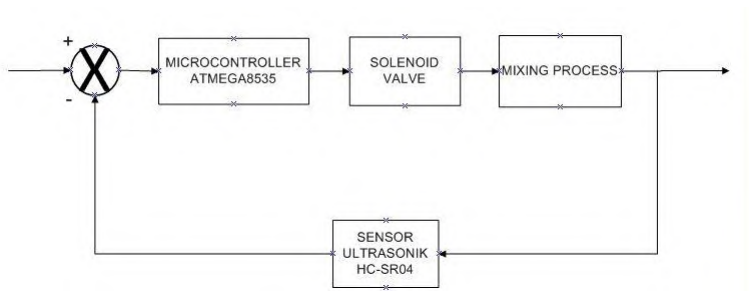 +
-
MICROCONTROLLER
ATMEGA8535
SOLENOID
VALVE
MIXING PROCESS
SENSOR
ULTRASONIK
HC-SR04